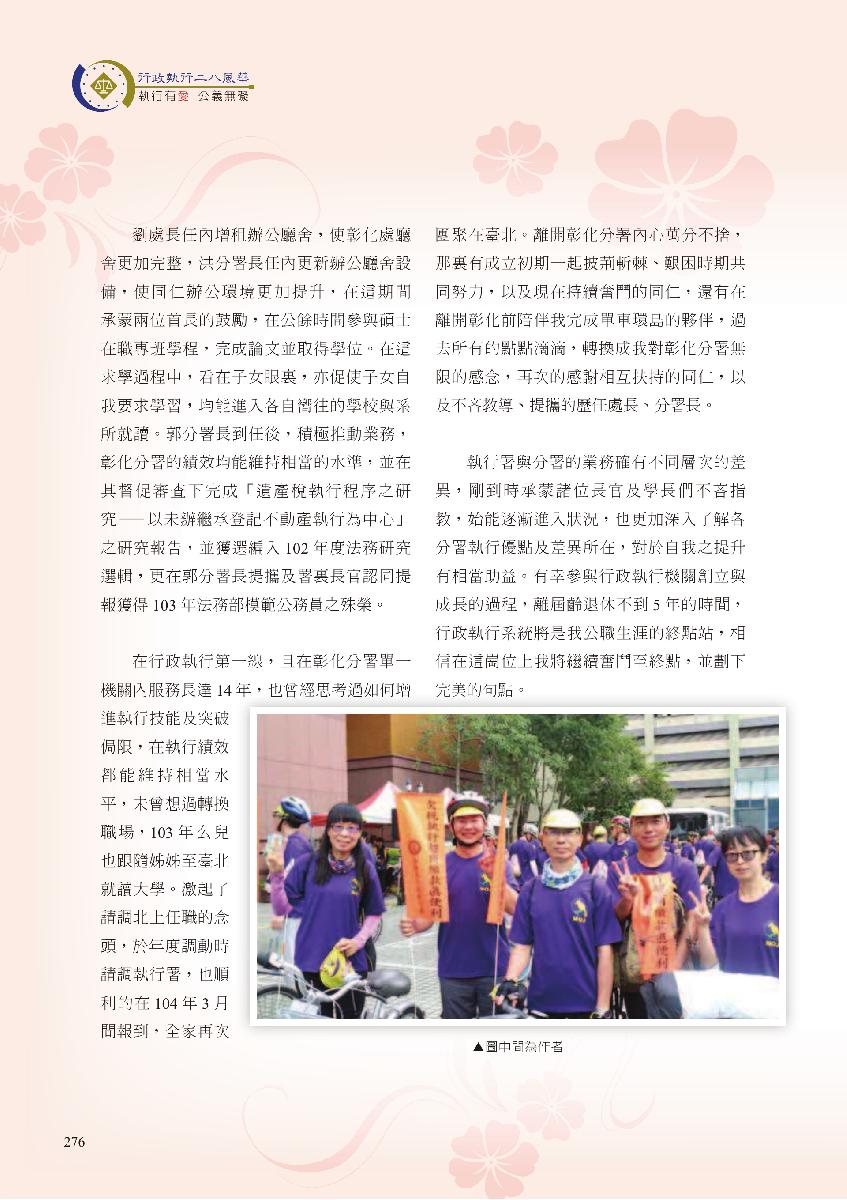 行政執行二八風華
執行有愛 公義無礙
劉處長任內增租辦公廳舍，使彰化處廳
舍更加完整，洪分署長任內更新辦公廳舍設
備，使同仁辦公環境更加提升，在這期間
承蒙兩位首長的鼓勵，在公餘時間參與碩士
在職專班學程，完成論文並取得學位。在這
求學過程中，看在子女眼裏，亦促使子女自
我要求學習，均能進入各自嚮往的學校與系
所就讀。郭分署長到任後，積極推動業務，
彰化分署的績效均能維持相當的水準，並在
其督促審查下完成「遺產稅執行程序之研
究──以未辦繼承登記不動產執行為中心」
之研究報告，並獲選編入 102 年度法務研究
選輯，更在郭分署長提攜及署裏長官認同提
報獲得 103 年法務部模範公務員之殊榮。
在行政執行第一線，且在彰化分署單一
機關內服務長達 14 年，也曾經思考過如何增
進執行技能及突破
侷限，在執行績效
都能維持相當水
平，未曾想過轉換
職場，103 年么兒
也跟隨姊姊至臺北
就讀大學。激起了
請調北上任職的念
頭，於年度調動時
請調執行署，也順
利的在 104 年 3 月
間報到，全家再次
團聚在臺北。離開彰化分署內心萬分不捨，
那裏有成立初期一起披荊斬棘、艱困時期共
同努力，以及現在持續奮鬥的同仁，還有在
離開彰化前陪伴我完成單車環島的夥伴，過
去所有的點點滴滴，轉換成我對彰化分署無
限的感念，再次的感謝相互扶持的同仁，以
及不吝教導、提攜的歷任處長、分署長。
執行署與分署的業務確有不同層次的差
異，剛到時承蒙諸位長官及學長們不吝指
教，始能逐漸進入狀況，也更加深入了解各
分署執行優點及差異所在，對於自我之提升
有相當助益。有幸參與行政執行機關創立與
成長的過程，離屆齡退休不到 5 年的時間，
行政執行系統將是我公職生涯的終點站，相
信在這崗位上我將繼續奮鬥至終點，並劃下
完美的句點。
MOJ
▲圖中間為作者
276